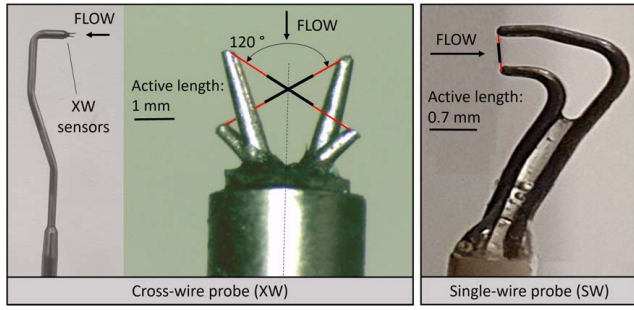 FLOW
XW
sensors
120 °
FLOW
Active length:
1 mm
Cross-wire probe (XW)
FLOW
Active length:
0.7 mm
Single-wire probe (SW)